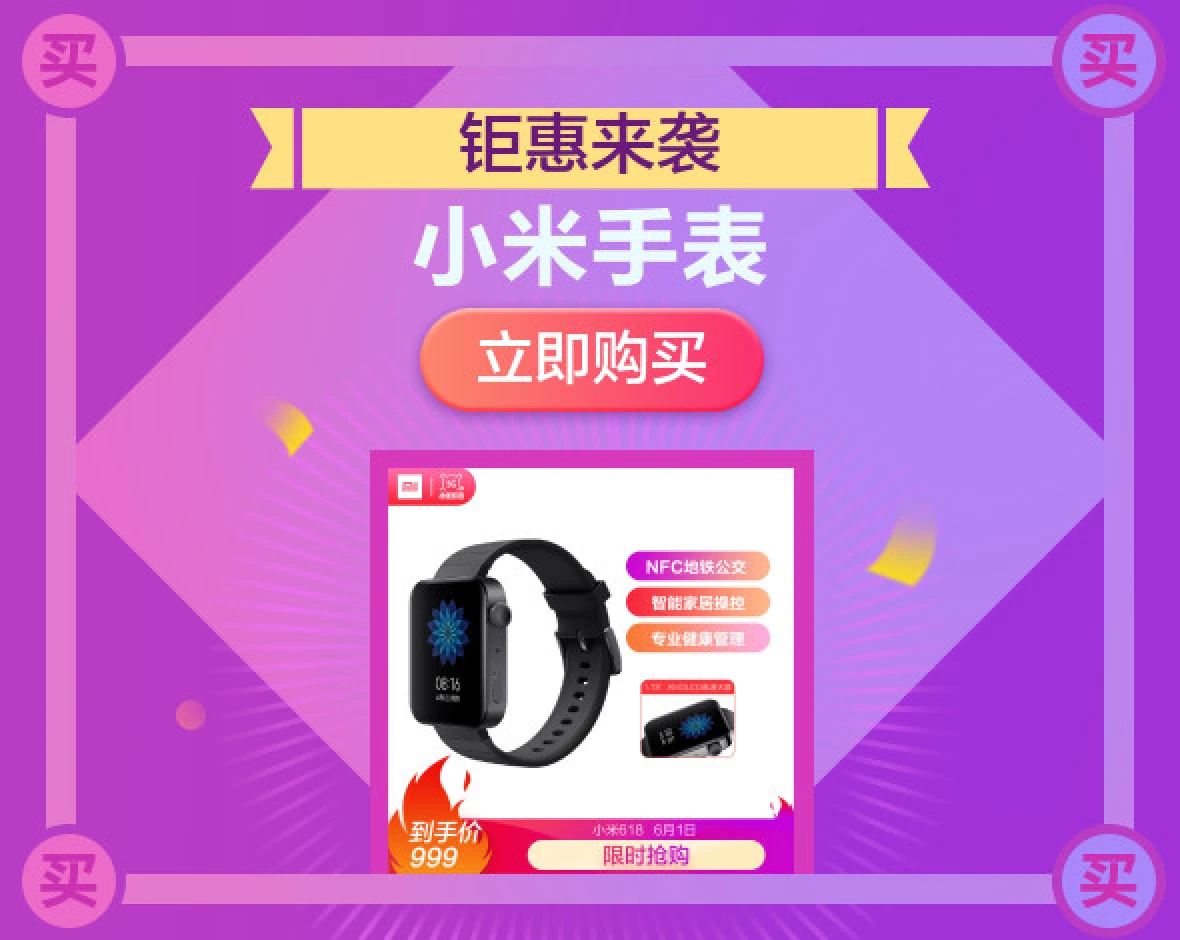 买
买
钜惠来袭
小米手表
立即购买
NFC地铁公交
智能家居操控
专业健康管理
08:16
到手价
999
小米618 6月1日
限时抢购
买
买